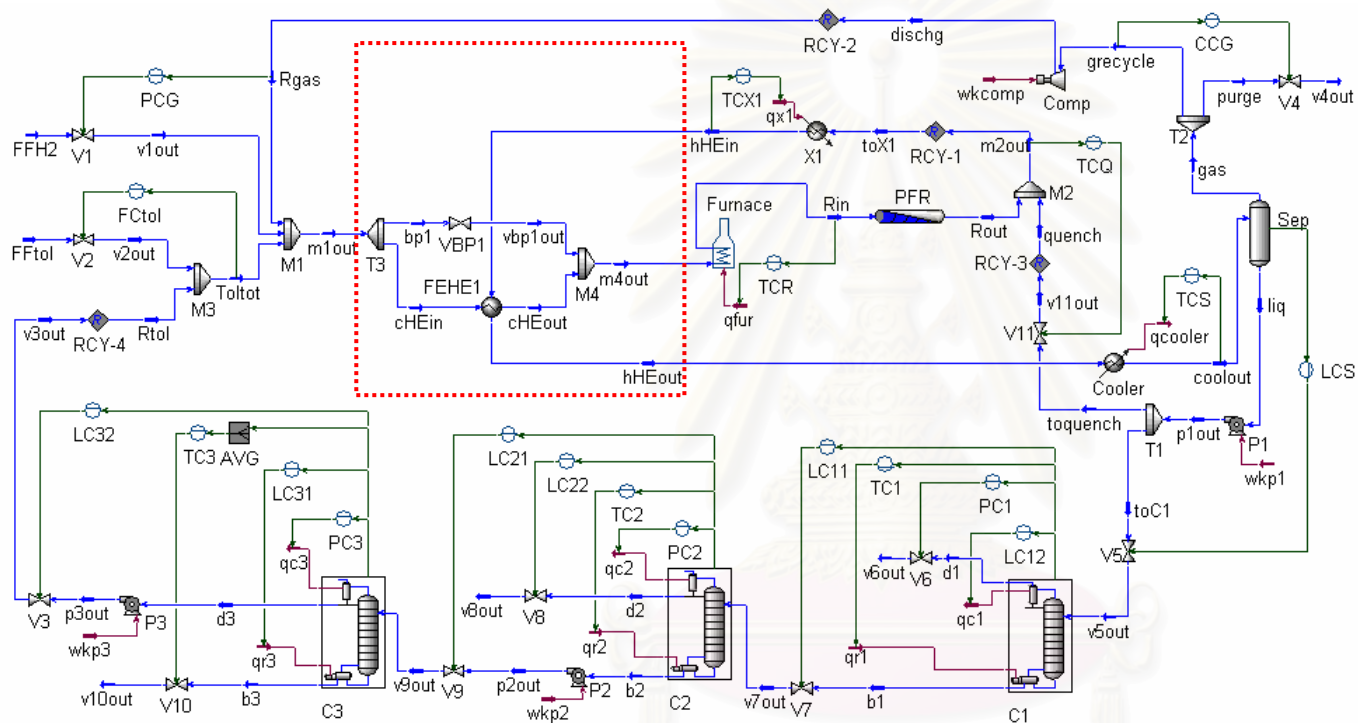 RCY-2
dischg
grecycle
CCG
Rgas
PCG
wkcomp
Comp
purge
V4
v4out
TCX1
qx1
T2
FFH2
V1
v1out
hHEin
X1
toX1
RCY-1
m2out
TCQ
gas
FCtol
Furnace
Rin
PFR
M2
bp1
VBP1
vbp1out
Rout
quench
Sep
FFtol
V2
v2out
M1
m1out
T3
M4
m4out
RCY-3
M3
Toltot
FEHE1
TCR
TCS
v3out
RCY-4
Rtol
cHEin
cHEout
qfur
v11out
qcooler
liq
V11
hHEout
Cooler
coolout
LCS
LC32
toquench
T1
p1out
P1
TC3
AVG
LC21
LC11
wkp1
LC31
LC22
TC1
toC1
PC3
TC2
PC1
qc3
PC2
LC12
V5
qc2
v6out
V6
d1
V3
p3out
P3
d3
v8out
V8
d2
qc1
v5out
wkp3
qr3
qr2
qr1
v10out
V10
b3
v9out
V9
p2out
P2
b2
v7out
V7
b1
C3
wkp2
C2
C1